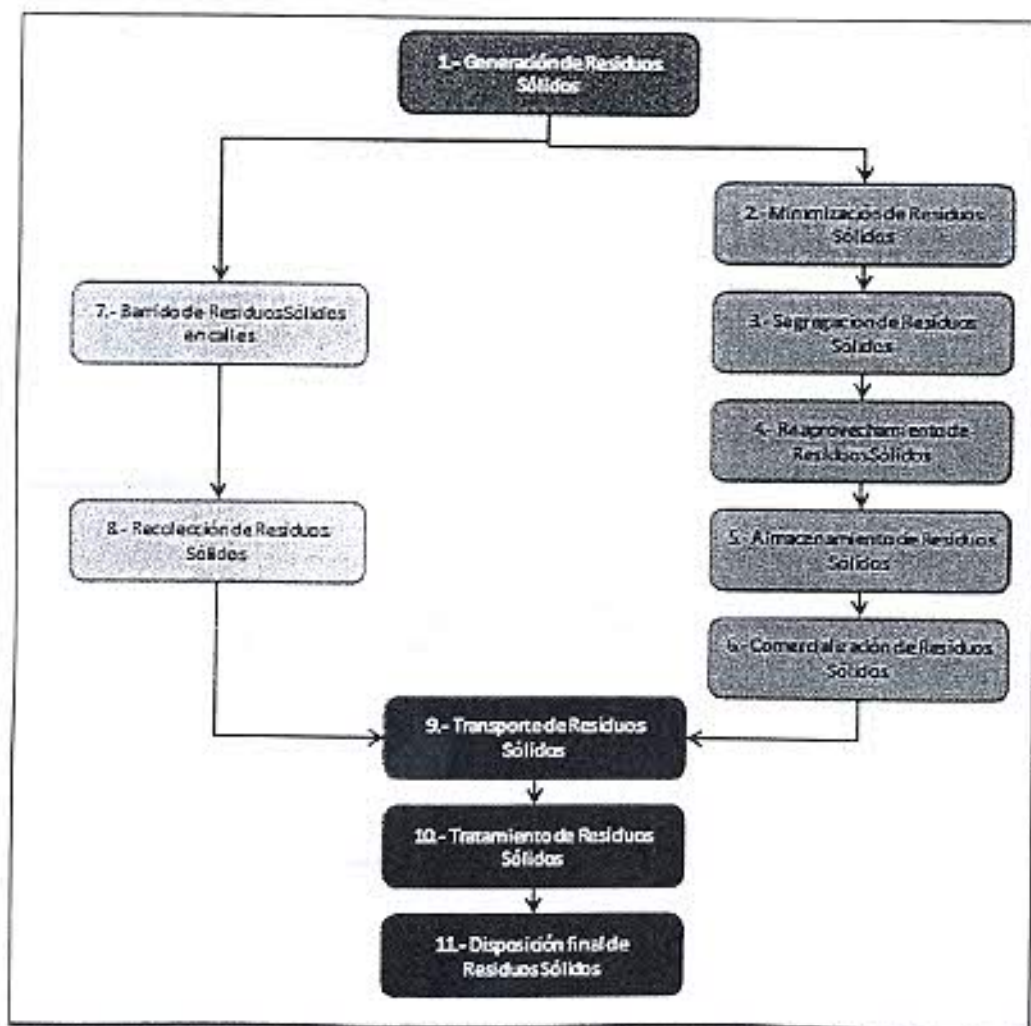 1.- Generación de Residuos
Sólidos
2.- Minimización de Residuos
Sólidos
3.- Segregación de Residuos
Sólidos
4.- Reaprovechamiento de
Residuos Sólidos
5.- Almacenamiento de Residuos
Sólidos
6.- Comercialización de Residuos
Sólidos
7.- Barrido de Residuos Sólidos
en calles
8.- Recolección de Residuos
Sólidos
9.- Transporte de Residuos
Sólidos
10.- Tratamiento de Residuos
Sólidos
11.- Disposición final de
Residuos Sólidos